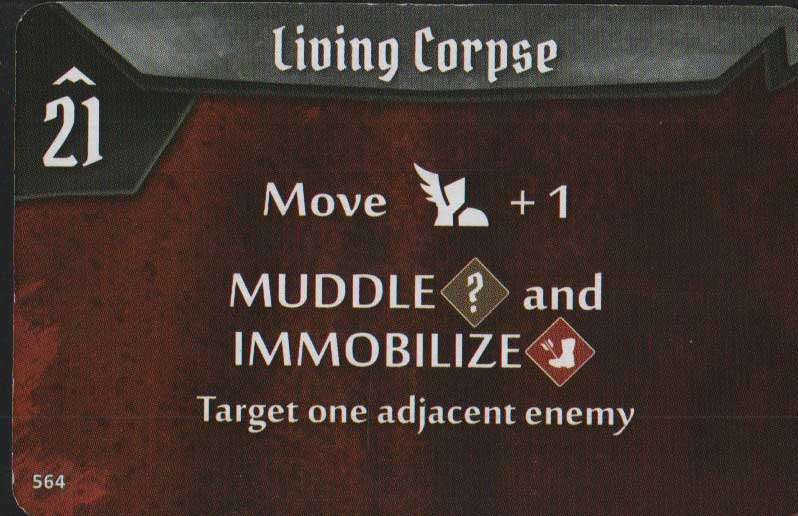 Living Corpse
21
Move + 1
MUDDLE ? and
IMMOBILIZE
Target one adjacent enemy
564